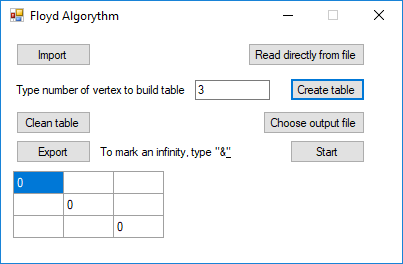 Floyd Algorythm
Import Read directly from file
Type number of vertex to build table 3 Create table
Clean table Choose output file
Export To mark an infinity, type "&_" Start
0
0
0